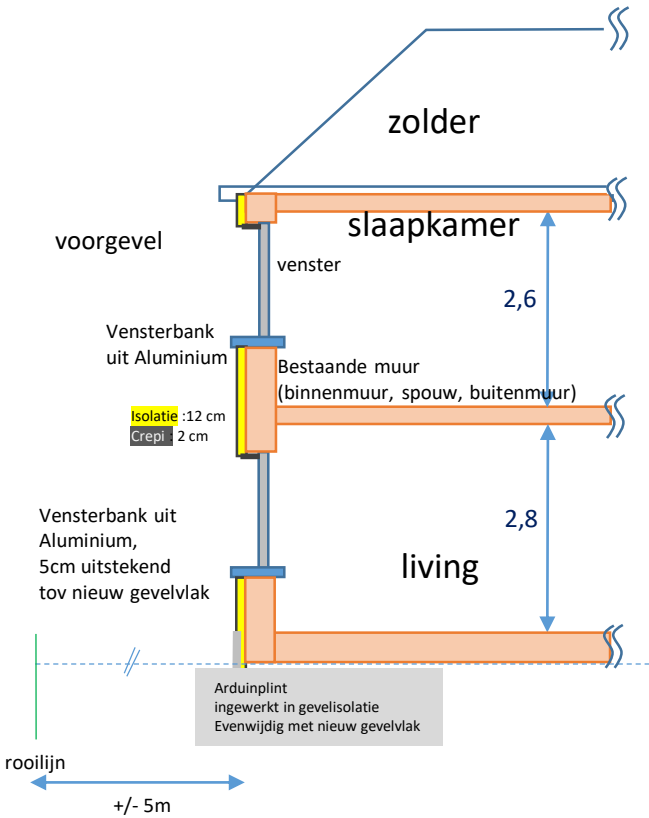 zolder
slaapkamer
voorgevel
venster
2,6
Vensterbank
uit Aluminium
Bestaande muur
(binnenmuur, spouw, buitenmuur)
Isolatie :12 cm
Crepi : 2 cm
Vensterbank uit
Aluminium,
5cm uitstekend
tov nieuw gevelvlak
2,8
living
Arduinplint
ingewerkt in gevelisolatie
Evenwijdig met nieuw gevelvlak
rooilijn
+/- 5m